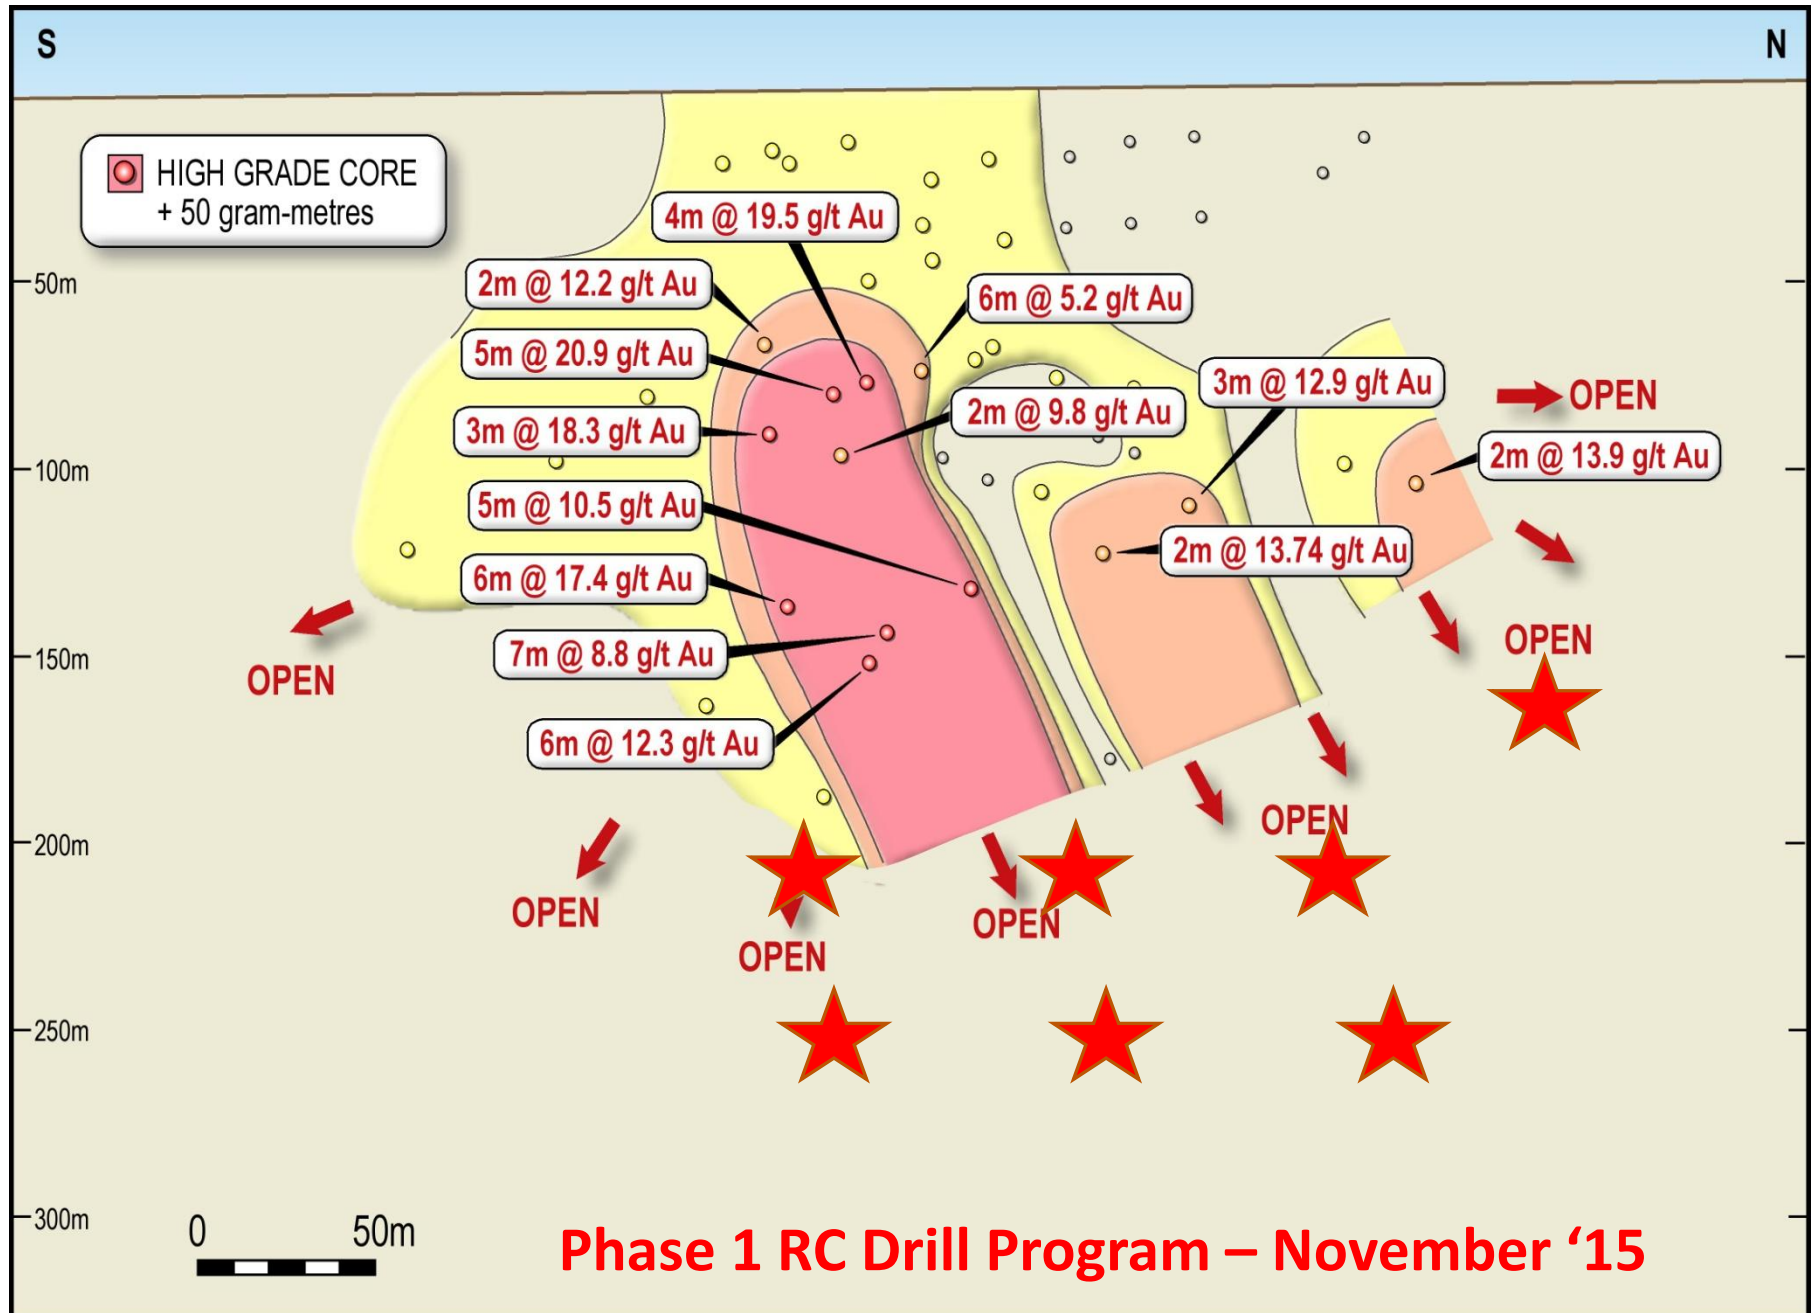 S
N
HIGH GRADE CORE
+ 50 gram-metres
4m @ 19.5 g/t Au
2m @ 12.2 g/t Au
6m @ 5.2 g/t Au
50m
5m @ 20.9 g/t Au
3m @ 12.9 g/t Au
OPEN
2m @ 9.8 g/t Au
3m @ 18.3 g/t Au
2m @ 13.9 g/t Au
100m
5m @ 10.5 g/t Au
2m @ 13.74 g/t Au
6m @ 17.4 g/t Au
OPEN
7m @ 8.8 g/t Au
150m
OPEN
6m @ 12.3 g/t Au
OPEN
200m
OPEN
OPEN
OPEN
250m
300m
0 50m
Phase 1 RC Drill Program – November ‘15